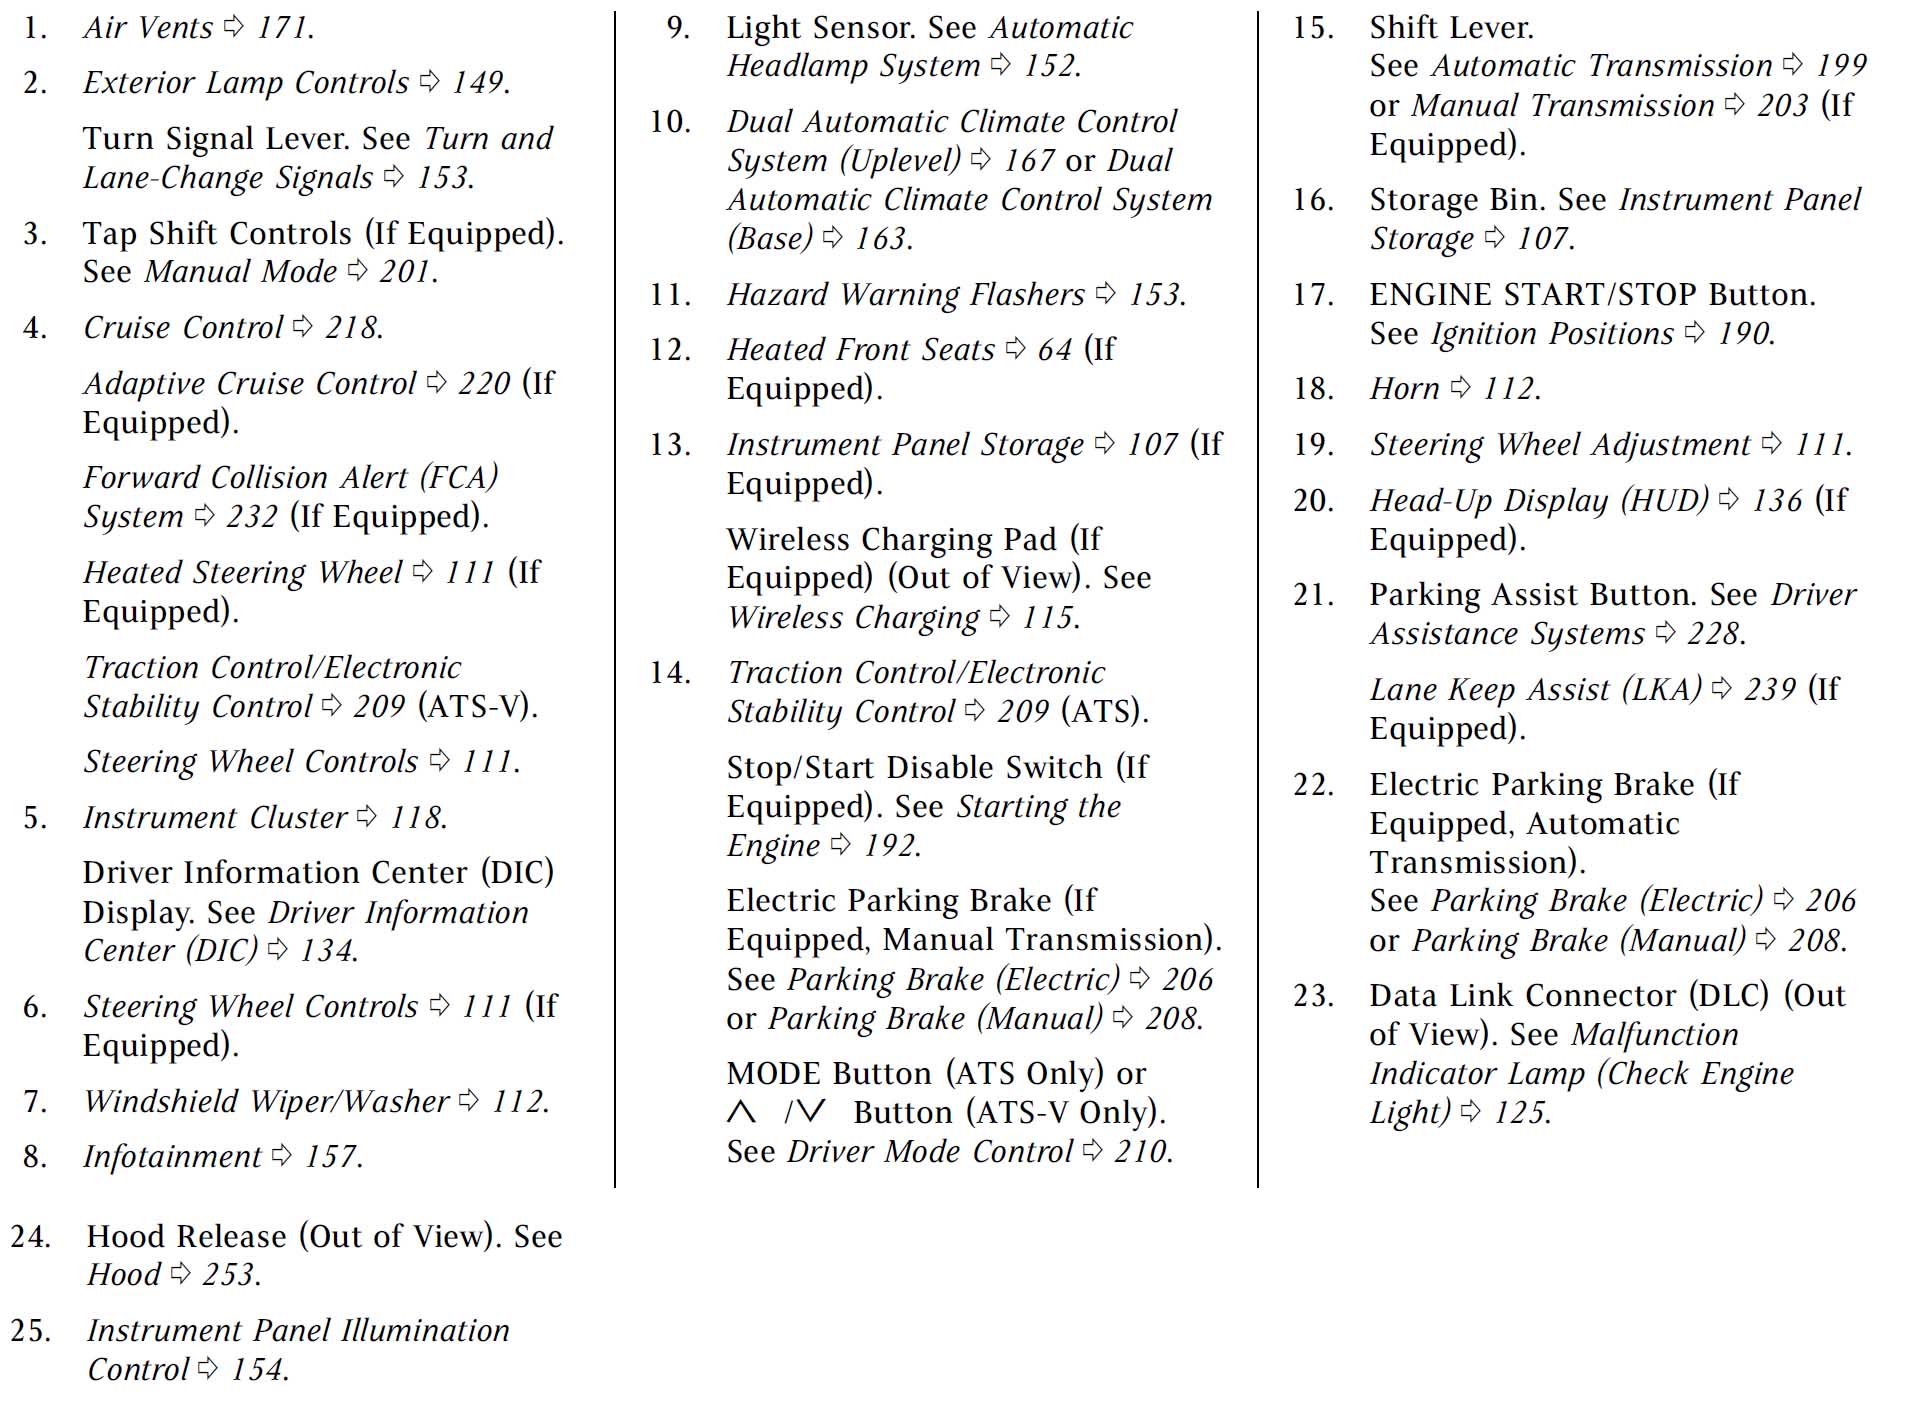 1. Air Vents ⇨ 171.
2. Exterior Lamp Controls ⇨ 149.
Turn Signal Lever. See Turn and
Lane-Change Signals ⇨ 153.
3. Tap Shift Controls (If Equipped).
See Manual Mode ⇨ 201.
4. Cruise Control ⇨ 218.
Adaptive Cruise Control ⇨ 220 (If
Equipped).
Forward Collision Alert (FCA)
System ⇨ 232 (If Equipped).
Heated Steering Wheel ⇨ 111 (If
Equipped).
Traction Control/Electronic
Stability Control ⇨ 209 (ATS-V).
Steering Wheel Controls ⇨ 111.
5. Instrument Cluster ⇨ 118.
Driver Information Center (DIC)
Display. See Driver Information
Center (DIC) ⇨ 134.
6. Steering Wheel Controls ⇨ 111 (If
Equipped).
7. Windshield Wiper/Washer ⇨ 112.
8. Infotainment ⇨ 157.
9. Light Sensor. See Automatic
Headlamp System ⇨ 152.
10. Dual Automatic Climate Control
System (Uplevel) ⇨ 167 or Dual
Automatic Climate Control System
(Base) ⇨ 163.
11. Hazard Warning Flashers ⇨ 153.
12. Heated Front Seats ⇨ 64 (If
Equipped).
13. Instrument Panel Storage ⇨ 107 (If
Equipped).
Wireless Charging Pad (If
Equipped) (Out of View). See
Wireless Charging ⇨ 115.
14. Traction Control/Electronic
Stability Control ⇨ 209 (ATS).
Stop/Start Disable Switch (If
Equipped). See Starting the
Engine ⇨ 192.
Electric Parking Brake (If
Equipped, Manual Transmission).
See Parking Brake (Electric) ⇨ 206
or Parking Brake (Manual) ⇨ 208.
MODE Button (ATS Only) or
∧ /∨ Button (ATS-V Only).
See Driver Mode Control ⇨ 210.
15. Shift Lever.
See Automatic Transmission ⇨ 199
or Manual Transmission ⇨ 203 (If
Equipped).
16. Storage Bin. See Instrument Panel
Storage ⇨ 107.
17. ENGINE START/STOP Button.
See Ignition Positions ⇨ 190.
18. Horn ⇨ 112.
19. Steering Wheel Adjustment ⇨ 111.
20. Head-Up Display (HUD) ⇨ 136 (If
Equipped).
21. Parking Assist Button. See Driver
Assistance Systems ⇨ 228.
Lane Keep Assist (LKA) ⇨ 239 (If
Equipped).
22. Electric Parking Brake (If
Equipped, Automatic
Transmission).
See Parking Brake (Electric) ⇨ 206
or Parking Brake (Manual) ⇨ 208.
23. Data Link Connector (DLC) (Out
of View). See Malfunction
Indicator Lamp (Check Engine
Light) ⇨ 125.
24. Hood Release (Out of View). See
Hood ⇨ 253.
25. Instrument Panel Illumination
Control ⇨ 154.